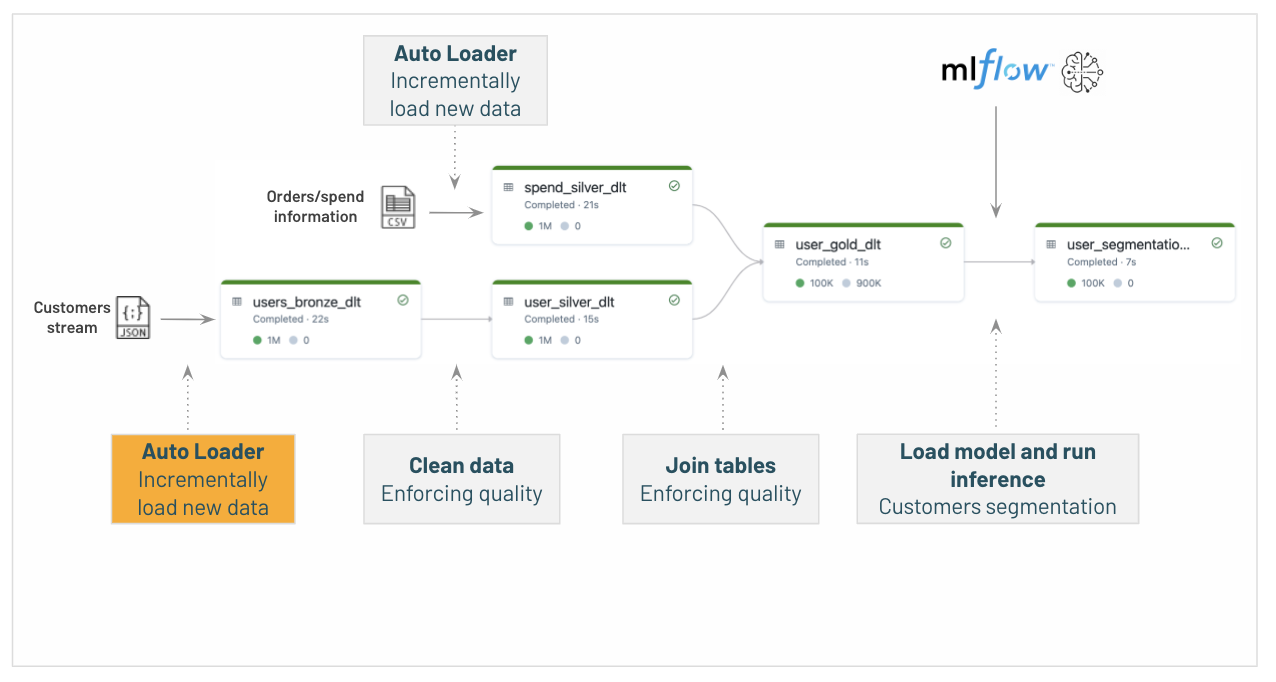 Auto Loader
Incrementally
load new data
mlflow™
Orders/spend
information
CSV
spend_silver_dlt
Completed · 21s
1M 0
user_gold_dlt
Completed · 11s
100K 900K
user_segmentatio...
Completed · 7s
100K 0
Customers
stream
{;}
JSON
users_bronze_dlt
Completed · 22s
1M 0
user_silver_dlt
Completed · 15s
1M 0
Auto Loader
Incrementally
load new data
Clean data
Enforcing quality
Join tables
Enforcing quality
Load model and run
inference
Customers segmentation